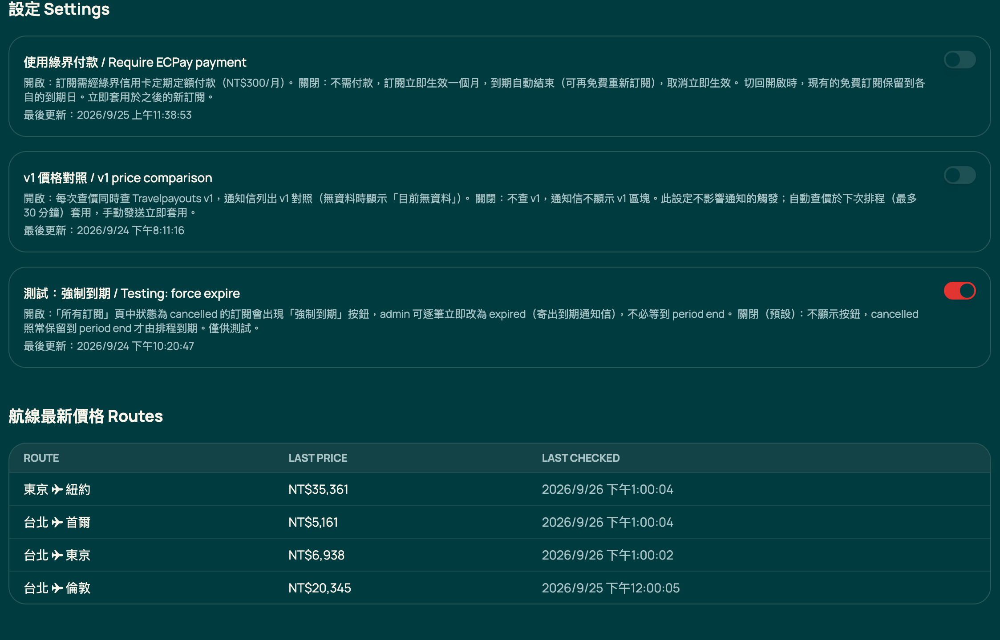 設定 Settings
使用綠界付款 / Require ECPay payment
開啟：訂閱需經綠界信用卡定期定額付款（NT$300/月）。 關閉：不需付款，訂閱立即生效一個月，到期自動結束（可再免費重新訂閱），取消立即生效。 切回開啟時，現有的免費訂閱保留到各
自的到期日。立即套用於之後的新訂閱。
最後更新：2026/9/25 上午11:38:53
v1 價格對照 / v1 price comparison
開啟：每次查價同時查 Travelpayouts v1，通知信列出 v1 對照（無資料時顯示「目前無資料」）。 關閉：不查 v1，通知信不顯示 v1 區塊。此設定不影響通知的觸發；自動查價於下次排程（最多
30 分鐘）套用，手動發送立即套用。
最後更新：2026/9/24 下午8:11:16
測試：強制到期 / Testing: force expire
開啟：「所有訂閱」頁中狀態為 cancelled 的訂閱會出現「強制到期」按鈕，admin 可逐筆立即改為 expired（寄出到期通知信），不必等到 period end。 關閉（預設）：不顯示按鈕，cancelled
照常保留到 period end 才由排程到期。僅供測試。
最後更新：2026/9/24 下午10:20:47
航線最新價格 Routes
ROUTE LAST PRICE LAST CHECKED
東京 ✈ 紐約 NT$35,361 2026/9/26 下午1:00:04
台北 ✈ 首爾 NT$5,161 2026/9/26 下午1:00:04
台北 ✈ 東京 NT$6,938 2026/9/26 下午1:00:02
台北 ✈ 倫敦 NT$20,345 2026/9/25 下午12:00:05